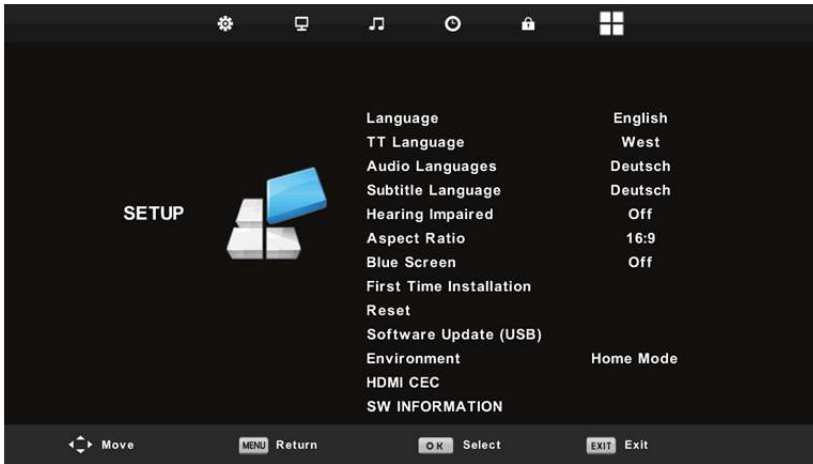 SETUP
Language English
TT Language West
Audio Languages Deutsch
Subtitle Language Deutsch
Hearing Impaired Off
Aspect Ratio 16:9
Blue Screen Off
First Time Installation
Reset
Software Update (USB)
Environment Home Mode
HDMI CEC
SW INFORMATION
Move MENU Return OK Select EXIT Exit